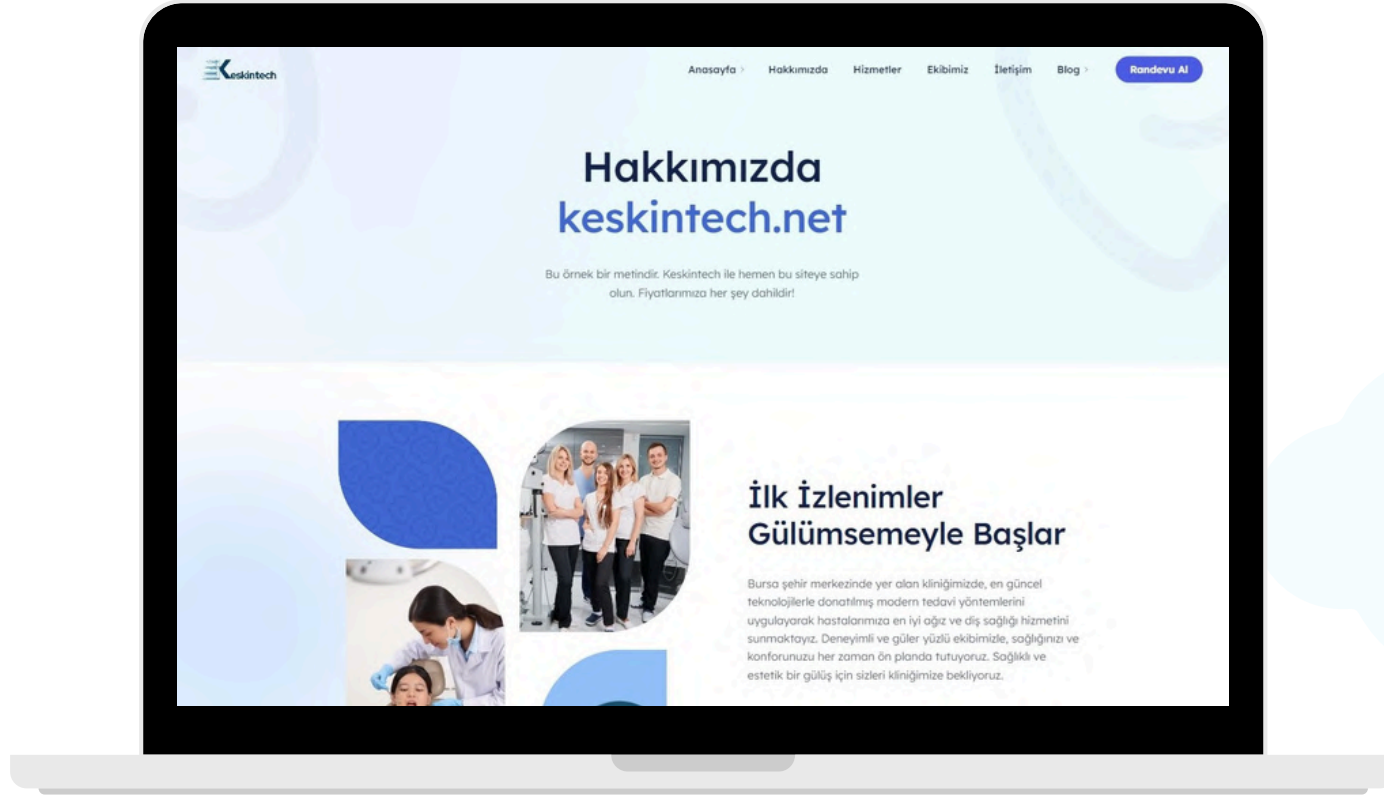 Keskintech
Anasayfa
Hakkımızda
Hizmetler
Ekibimiz
İletişim
Blog
Randevu Al
Hakkımızda
keskintech.net
Bu örnek bir metindir. Keskintech ile hemen bu siteye sahip
olun. Fiyatlarımıza her şey dahildir!
İlk İzlenimler
Gülümsemeyle Başlar
Bursa şehir merkezinde yer alan kliniğimizde, en güncel
teknolojilerle donatılmış modern tedavi yöntemlerini
uygulayarak hastalarımıza en iyi ağız ve diş sağlığı hizmetini
sunmaktayız. Deneyimli ve güler yüzlü ekibimizle, sağlığınızı ve
konforunuzu her zaman ön planda tutuyoruz. Sağlıklı ve
estetik bir gülüş için sizleri kliniğimize bekliyoruz.